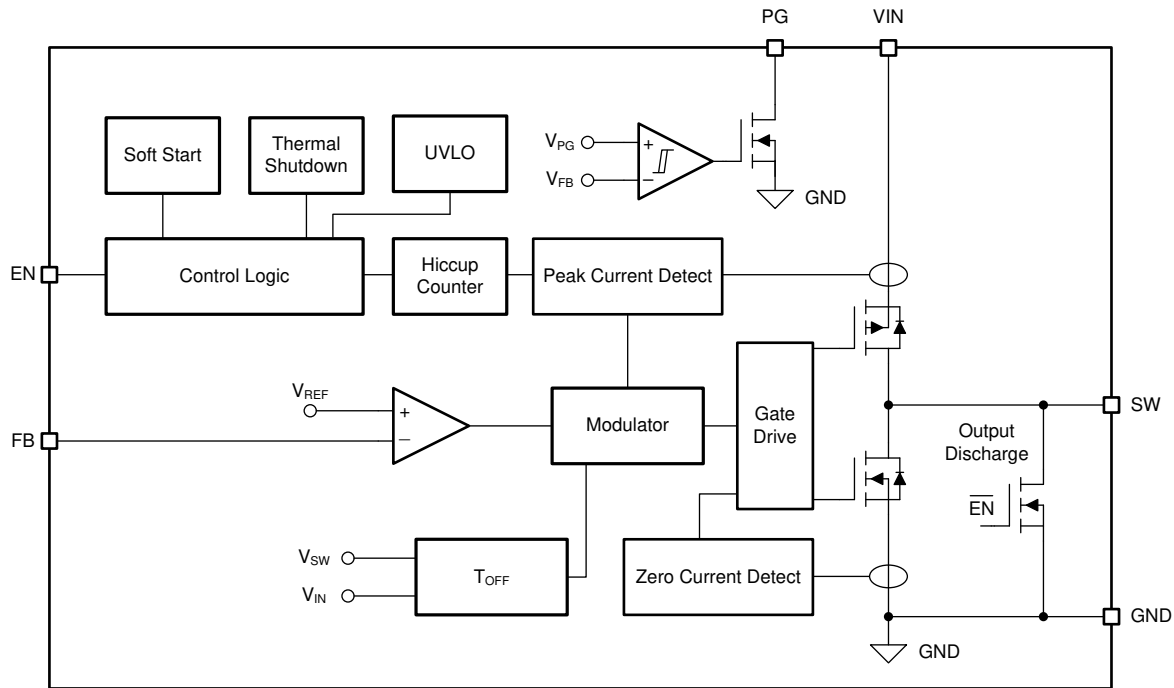 PG
VIN
Soft Start
Thermal
Shutdown
UVLO
V_PG
+
V_FB
−
GND
EN
Control Logic
Hiccup
Counter
Peak Current Detect
V_REF
+
FB
−
Modulator
Gate
Drive
SW
Output
Discharge
E̅N̅
V_SW
V_IN
T_OFF
Zero Current Detect
GND
GND